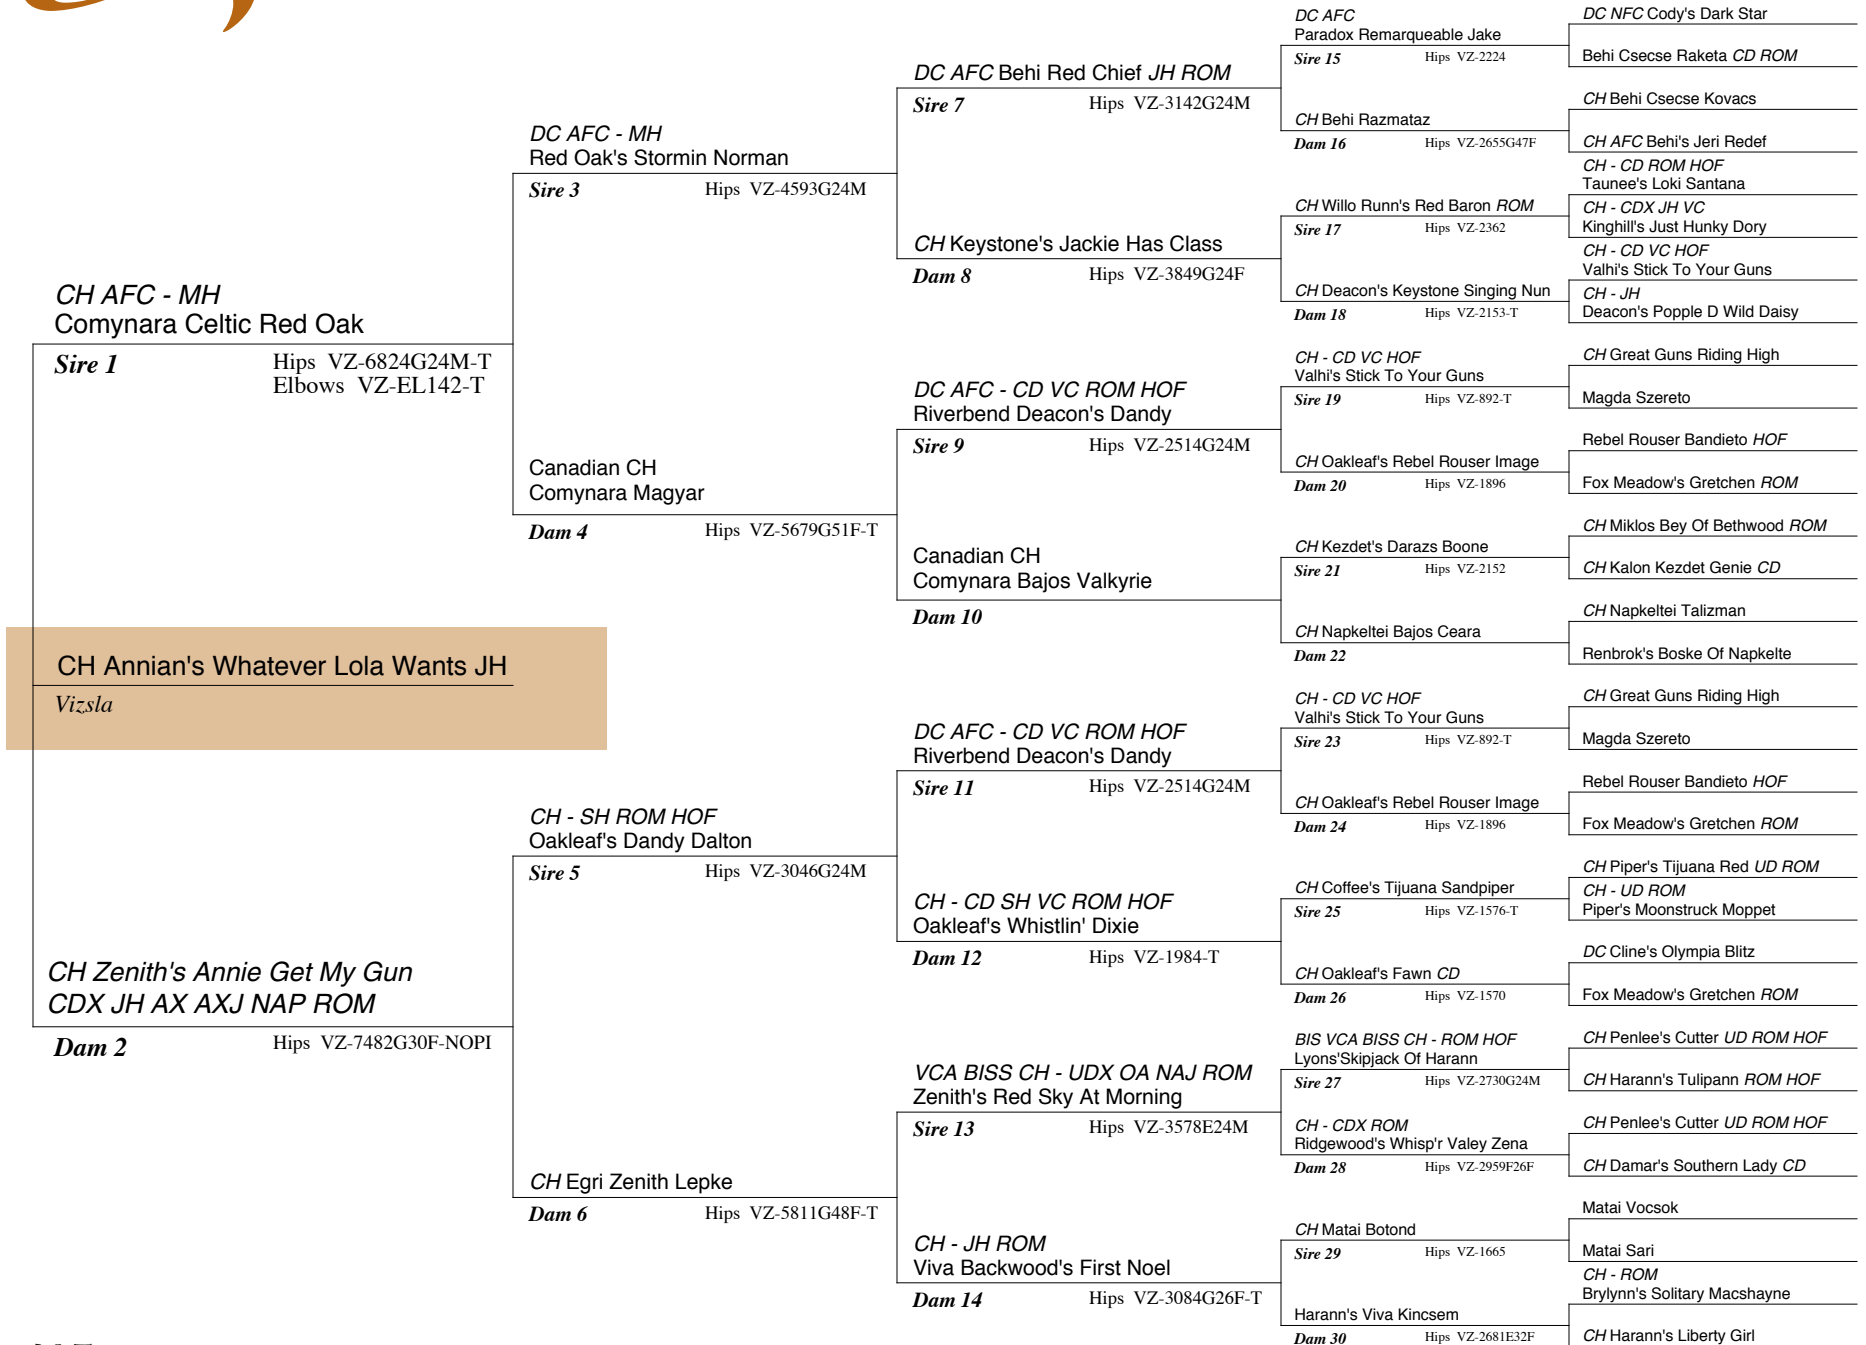 CH AFC - MH
Comynara Celtic Red Oak
Sire 1 Hips VZ-6824G24M-T
Elbows VZ-EL142-T
CH Annian's Whatever Lola Wants JH
Vizsla
CH Zenith's Annie Get My Gun
CDX JH AX AXJ NAP ROM
Dam 2 Hips VZ-7482G30F-NOPI
DC AFC - MH
Red Oak's Stormin Norman
Sire 3 Hips VZ-4593G24M
Canadian CH
Comynara Magyar
Dam 4 Hips VZ-5679G51F-T
CH - SH ROM HOF
Oakleaf's Dandy Dalton
Sire 5 Hips VZ-3046G24M
CH Egri Zenith Lepke
Dam 6 Hips VZ-5811G48F-T
DC AFC Behi Red Chief JH ROM
Sire 7 Hips VZ-3142G24M
CH Keystone's Jackie Has Class
Dam 8 Hips VZ-3849G24F
DC AFC - CD VC ROM HOF
Riverbend Deacon's Dandy
Sire 9 Hips VZ-2514G24M
Canadian CH
Comynara Bajos Valkyrie
Dam 10
DC AFC - CD VC ROM HOF
Riverbend Deacon's Dandy
Sire 11 Hips VZ-2514G24M
CH - CD SH VC ROM HOF
Oakleaf's Whistlin' Dixie
Dam 12 Hips VZ-1984-T
VCA BISS CH - UDX OA NAJ ROM
Zenith's Red Sky At Morning
Sire 13 Hips VZ-3578E24M
CH - JH ROM
Viva Backwood's First Noel
Dam 14 Hips VZ-3084G26F-T
DC AFC
Paradox Remarqueable Jake
Sire 15 Hips VZ-2224
CH Behi Razmataz
Dam 16 Hips VZ-2655G47F
CH Willo Runn's Red Baron ROM
Sire 17 Hips VZ-2362
CH Deacon's Keystone Singing Nun
Dam 18 Hips VZ-2153-T
CH - CD VC HOF
Valhi's Stick To Your Guns
Sire 19 Hips VZ-892-T
CH Oakleaf's Rebel Rouser Image
Dam 20 Hips VZ-1896
CH Kezdet's Darazs Boone
Sire 21 Hips VZ-2152
CH Napkeltei Bajos Ceara
Dam 22
CH - CD VC HOF
Valhi's Stick To Your Guns
Sire 23 Hips VZ-892-T
CH Oakleaf's Rebel Rouser Image
Dam 24 Hips VZ-1896
CH Coffee's Tijuana Sandpiper
Sire 25 Hips VZ-1576-T
CH Oakleaf's Fawn CD
Dam 26 Hips VZ-1570
BIS VCA BISS CH - ROM HOF
Lyons'Skipjack Of Harann
Sire 27 Hips VZ-2730G24M
CH - CDX ROM
Ridgewood's Whisp'r Valey Zena
Dam 28 Hips VZ-2959F26F
CH Matai Botond
Sire 29 Hips VZ-1665
Harann's Viva Kincsem
Dam 30 Hips VZ-2681E32F
DC NFC Cody's Dark Star
Behi Csecse Raketa CD ROM
CH Behi Csecse Kovacs
CH AFC Behi's Jeri Redef
CH - CD ROM HOF
Taunee's Loki Santana
CH - CDX JH VC
Kinghill's Just Hunky Dory
CH - CD VC HOF
Valhi's Stick To Your Guns
CH - JH
Deacon's Popple D Wild Daisy
CH Great Guns Riding High
Magda Szereto
Rebel Rouser Bandieto HOF
Fox Meadow's Gretchen ROM
CH Miklos Bey Of Bethwood ROM
CH Kalon Kezdet Genie CD
CH Napkeltei Talizman
Renbrok's Boske Of Napkelte
CH Great Guns Riding High
Magda Szereto
Rebel Rouser Bandieto HOF
Fox Meadow's Gretchen ROM
CH Piper's Tijuana Red UD ROM
CH - UD ROM
Piper's Moonstruck Moppet
DC Cline's Olympia Blitz
Fox Meadow's Gretchen ROM
CH Penlee's Cutter UD ROM HOF
CH Harann's Tulipann ROM HOF
CH Penlee's Cutter UD ROM HOF
CH Damar's Southern Lady CD
Matai Vocsok
Matai Sari
CH - ROM
Brylynn's Solitary Macshayne
CH Harann's Liberty Girl